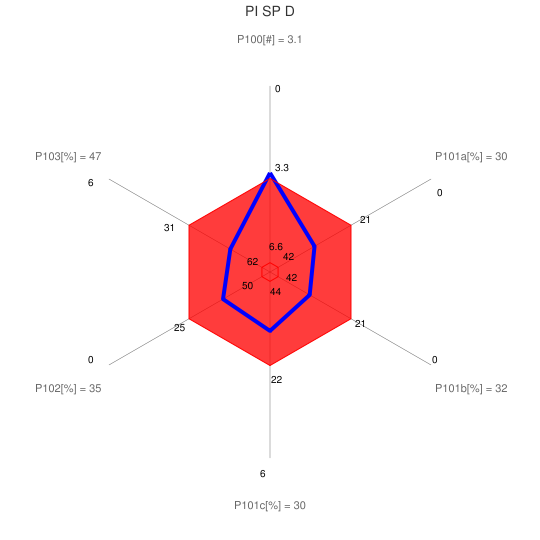 PI SP D
P100[#] = 3.1
0
P103[%] = 47
P101a[%] = 30
3.3
6
0
31
21
6.6
62
42
50
42
44
25
21
0
0
P102[%] = 35
P101b[%] = 32
22
6
P101c[%] = 30